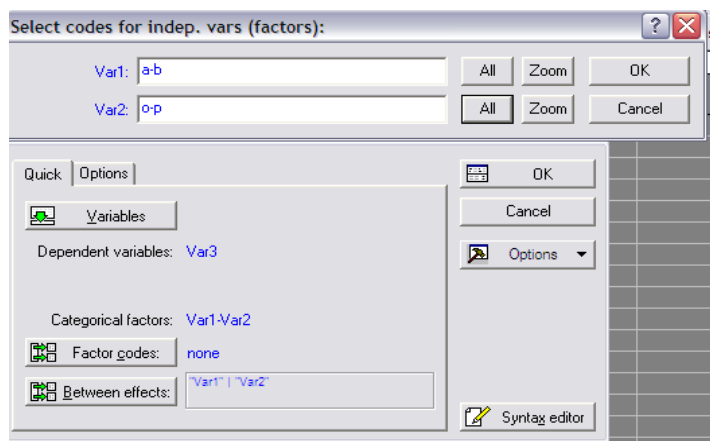 Select codes for indep. vars (factors):
Var1: a-b All Zoom OK
Var2: o-p All Zoom Cancel
Quick Options
OK
Variables
Cancel
Dependent variables: Var3
Options
Categorical factors: Var1-Var2
Factor codes: none
Between effects: "Var1" | "Var2"
Syntax editor